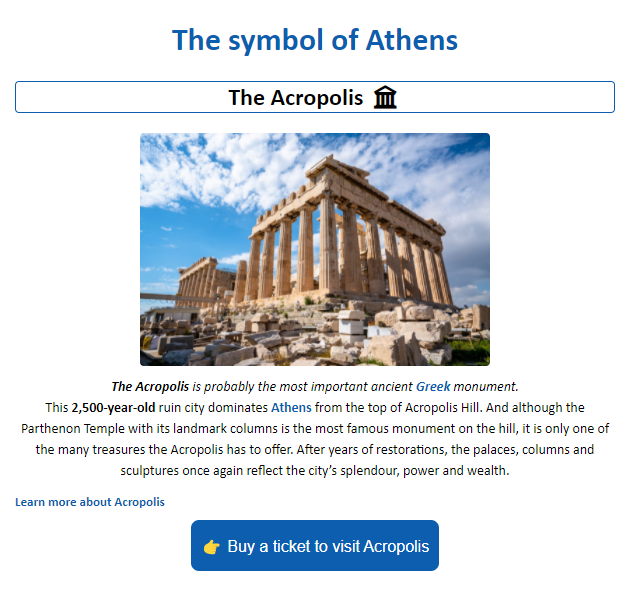 The symbol of Athens
The Acropolis
The Acropolis is probably the most important ancient Greek monument.
This 2,500-year-old ruin city dominates Athens from the top of Acropolis Hill. And although the
Parthenon Temple with its landmark columns is the most famous monument on the hill, it is only one of
the many treasures the Acropolis has to offer. After years of restorations, the palaces, columns and
sculptures once again reflect the city’s splendour, power and wealth.
Learn more about Acropolis
👉 Buy a ticket to visit Acropolis